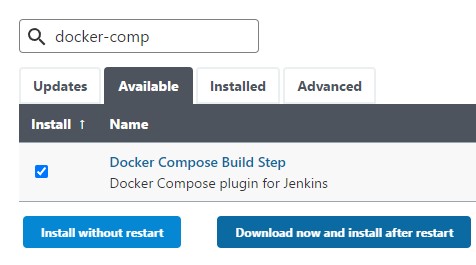 docker-comp
Updates Available Installed Advanced
Install ↑ Name
Docker Compose Build Step
Docker Compose plugin for Jenkins
Install without restart Download now and install after restart